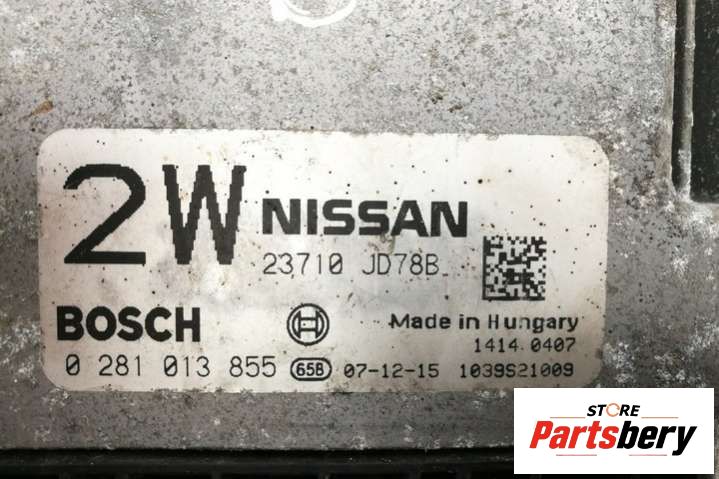 2W NISSAN
23710 JD78B
BOSCH Made in Hungary
1414.0407
0 281 013 855 658 07-12-15 1039S21009
STORE
Partsbery